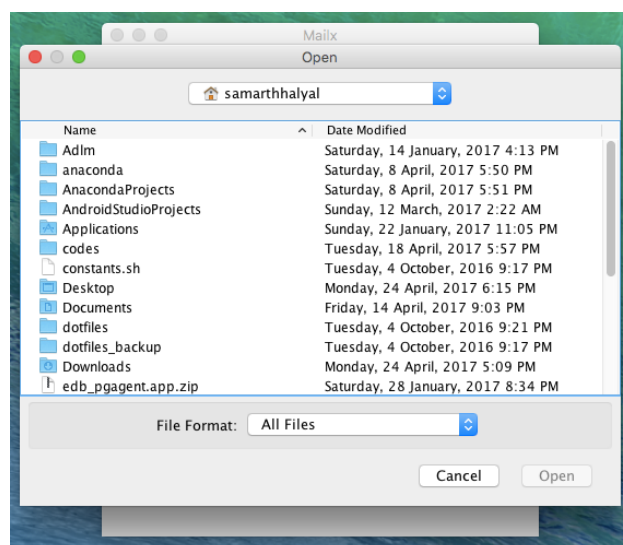 Mailx
Open
samarthhalyal
Name Date Modified
Adlm Saturday, 14 January, 2017 4:13 PM
anaconda Saturday, 8 April, 2017 5:50 PM
AnacondaProjects Saturday, 8 April, 2017 5:51 PM
AndroidStudioProjects Sunday, 12 March, 2017 2:22 AM
Applications Sunday, 22 January, 2017 11:05 PM
codes Tuesday, 18 April, 2017 5:57 PM
constants.sh Tuesday, 4 October, 2016 9:17 PM
Desktop Monday, 24 April, 2017 6:15 PM
Documents Friday, 14 April, 2017 9:03 PM
dotfiles Tuesday, 4 October, 2016 9:21 PM
dotfiles_backup Tuesday, 4 October, 2016 9:17 PM
Downloads Monday, 24 April, 2017 5:09 PM
edb_pgagent.app.zip Saturday, 28 January, 2017 8:34 PM
File Format: All Files
Cancel Open